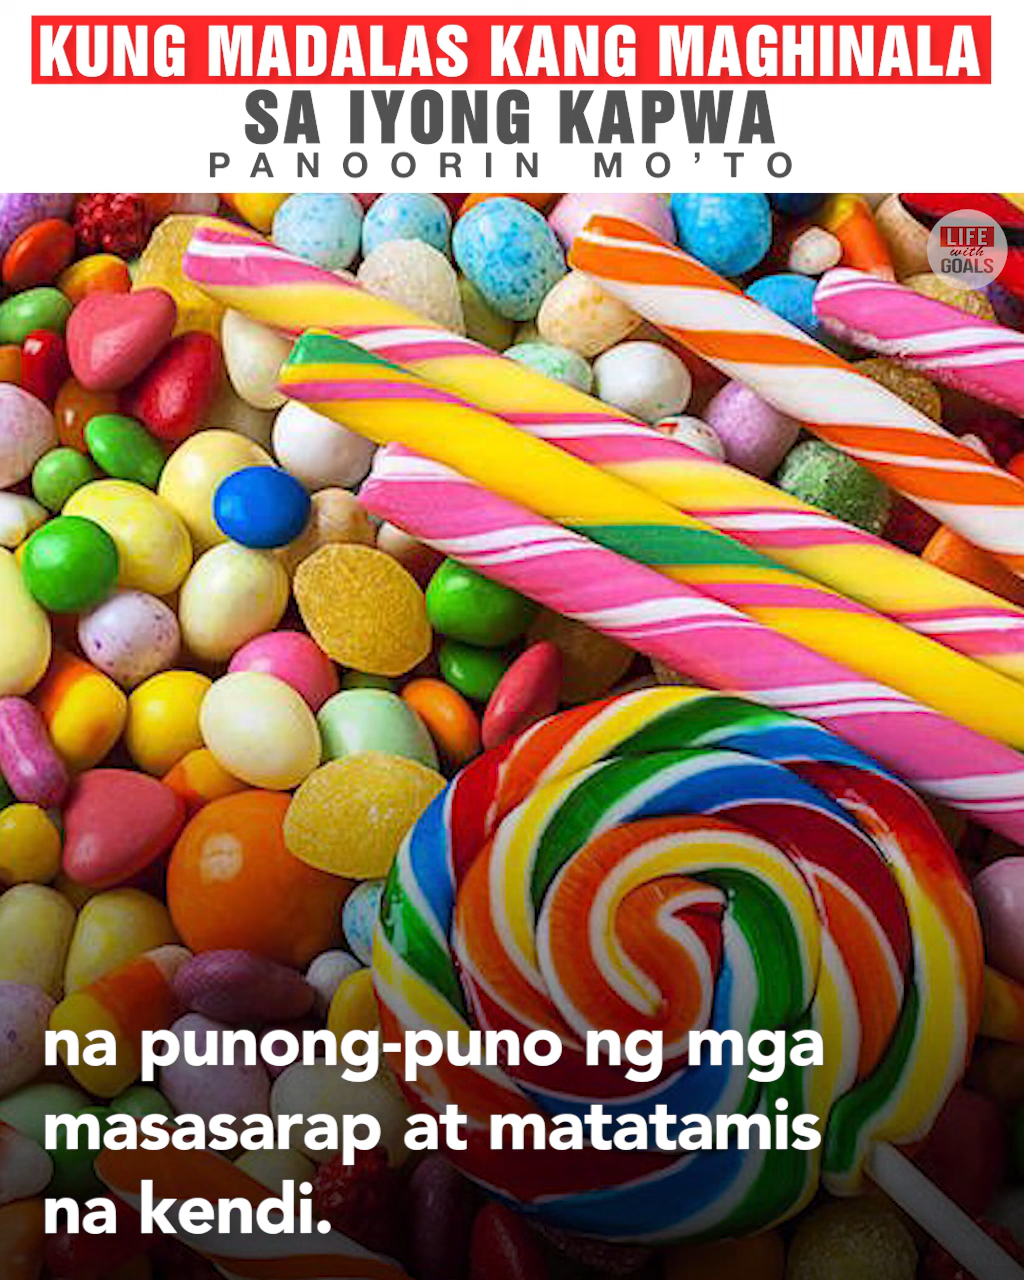 KUNG MADALAS KANG MAGHINALA
SA IYONG KAPWA
PANOORIN MO'TO
LIFE
with
GOALS
na punong-puno ng mga
masasarap at matatamis
na kendi.